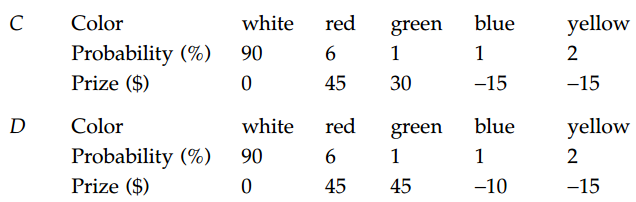 C Color white red green blue yellow
Probability (%) 90 6 1 1 2
Prize ($) 0 45 30 –15 –15
D Color white red green blue yellow
Probability (%) 90 6 1 1 2
Prize ($) 0 45 45 –10 –15